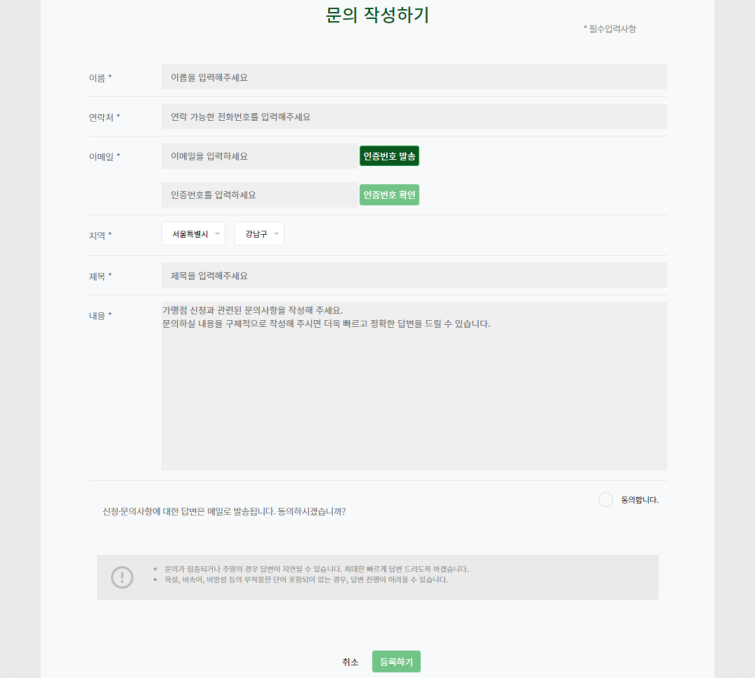 문의 작성하기
* 필수입력사항
이름 *
이름을 입력해주세요
연락처 *
연락 가능한 전화번호를 입력해주세요
이메일 *
이메일을 입력하세요
인증번호 발송
인증번호를 입력하세요
인증번호 확인
지역 *
서울특별시
강남구
제목 *
제목을 입력해주세요
내용 *
가맹점 신청과 관련된 문의사항을 작성해 주세요.
문의하실 내용을 구체적으로 작성해 주시면 더욱 빠르고 정확한 답변을 드릴 수 있습니다.
동의합니다.
신청·문의사항에 대한 답변은 메일로 발송됩니다. 동의하시겠습니까?
• 문의가 집중되거나 주말의 경우 답변이 지연될 수 있습니다. 최대한 빠르게 답변 드리도록 하겠습니다.
• 욕설, 비속어, 비방성 등의 부적절한 단어 포함되어 있는 경우, 답변 진행이 어려울 수 있습니다.
취소
등록하기